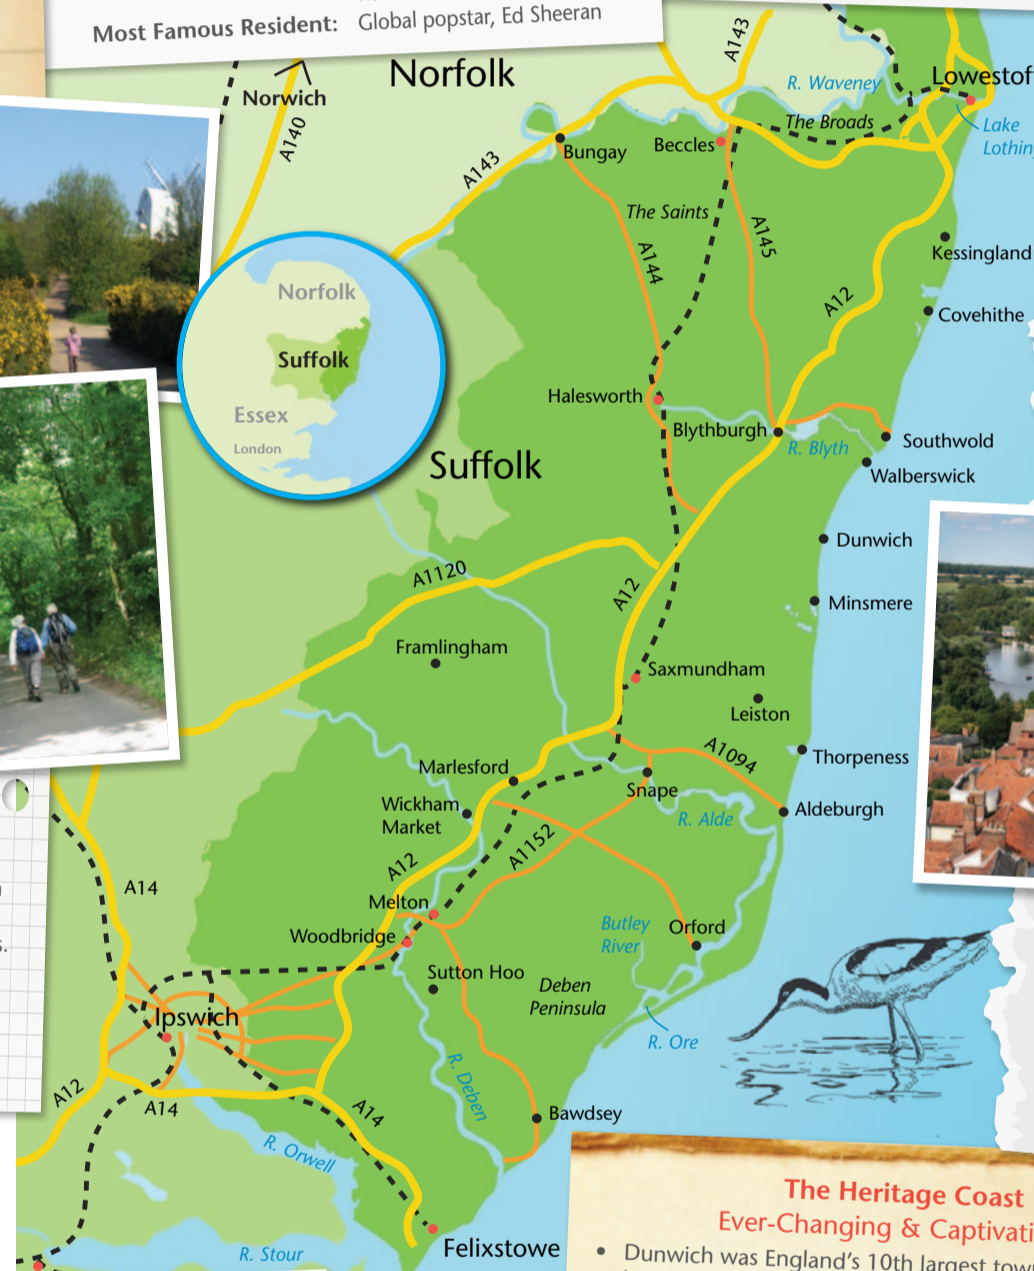 Most Famous Resident: Global popstar, Ed Sheeran
Norfolk
A143
Norwich
A140
R. Waveney
Lowestof
The Broads
Lake
Lothin
Bungay
Beccles
A143
The Saints
A144
A145
Kessingland
A12
Covehithe
Norfolk
Suffolk
Essex
London
Halesworth
Blythburgh
R. Blyth
Southwold
Walberswick
Suffolk
Dunwich
A1120
A12
Minsmere
Framlingham
Saxmundham
Leiston
A1094
Thorpeness
Marlesford
Snape
Wickham
Market
R. Alde
Aldeburgh
A1152
A12
A14
Melton
Woodbridge
Butley
River
Orford
s.
Sutton Hoo
Deben
Peninsula
Ipswich
R. Ore
R. Deben
A12
A14
A14
Bawdsey
R. Orwell
The Heritage Coast
Ever-Changing & Captivati
R. Stour
Felixstowe
• Dunwich was England's 10th largest tow